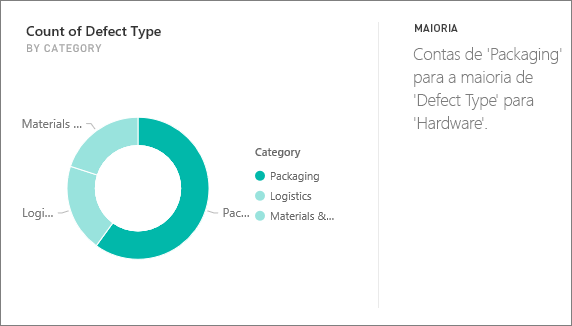 Count of Defect Type
BY CATEGORY
Materials ...
Logi...
Pac...
Category
Packaging
Logistics
Materials &...
MAIORIA
Contas de 'Packaging'
para a maioria de
'Defect Type' para
'Hardware'.